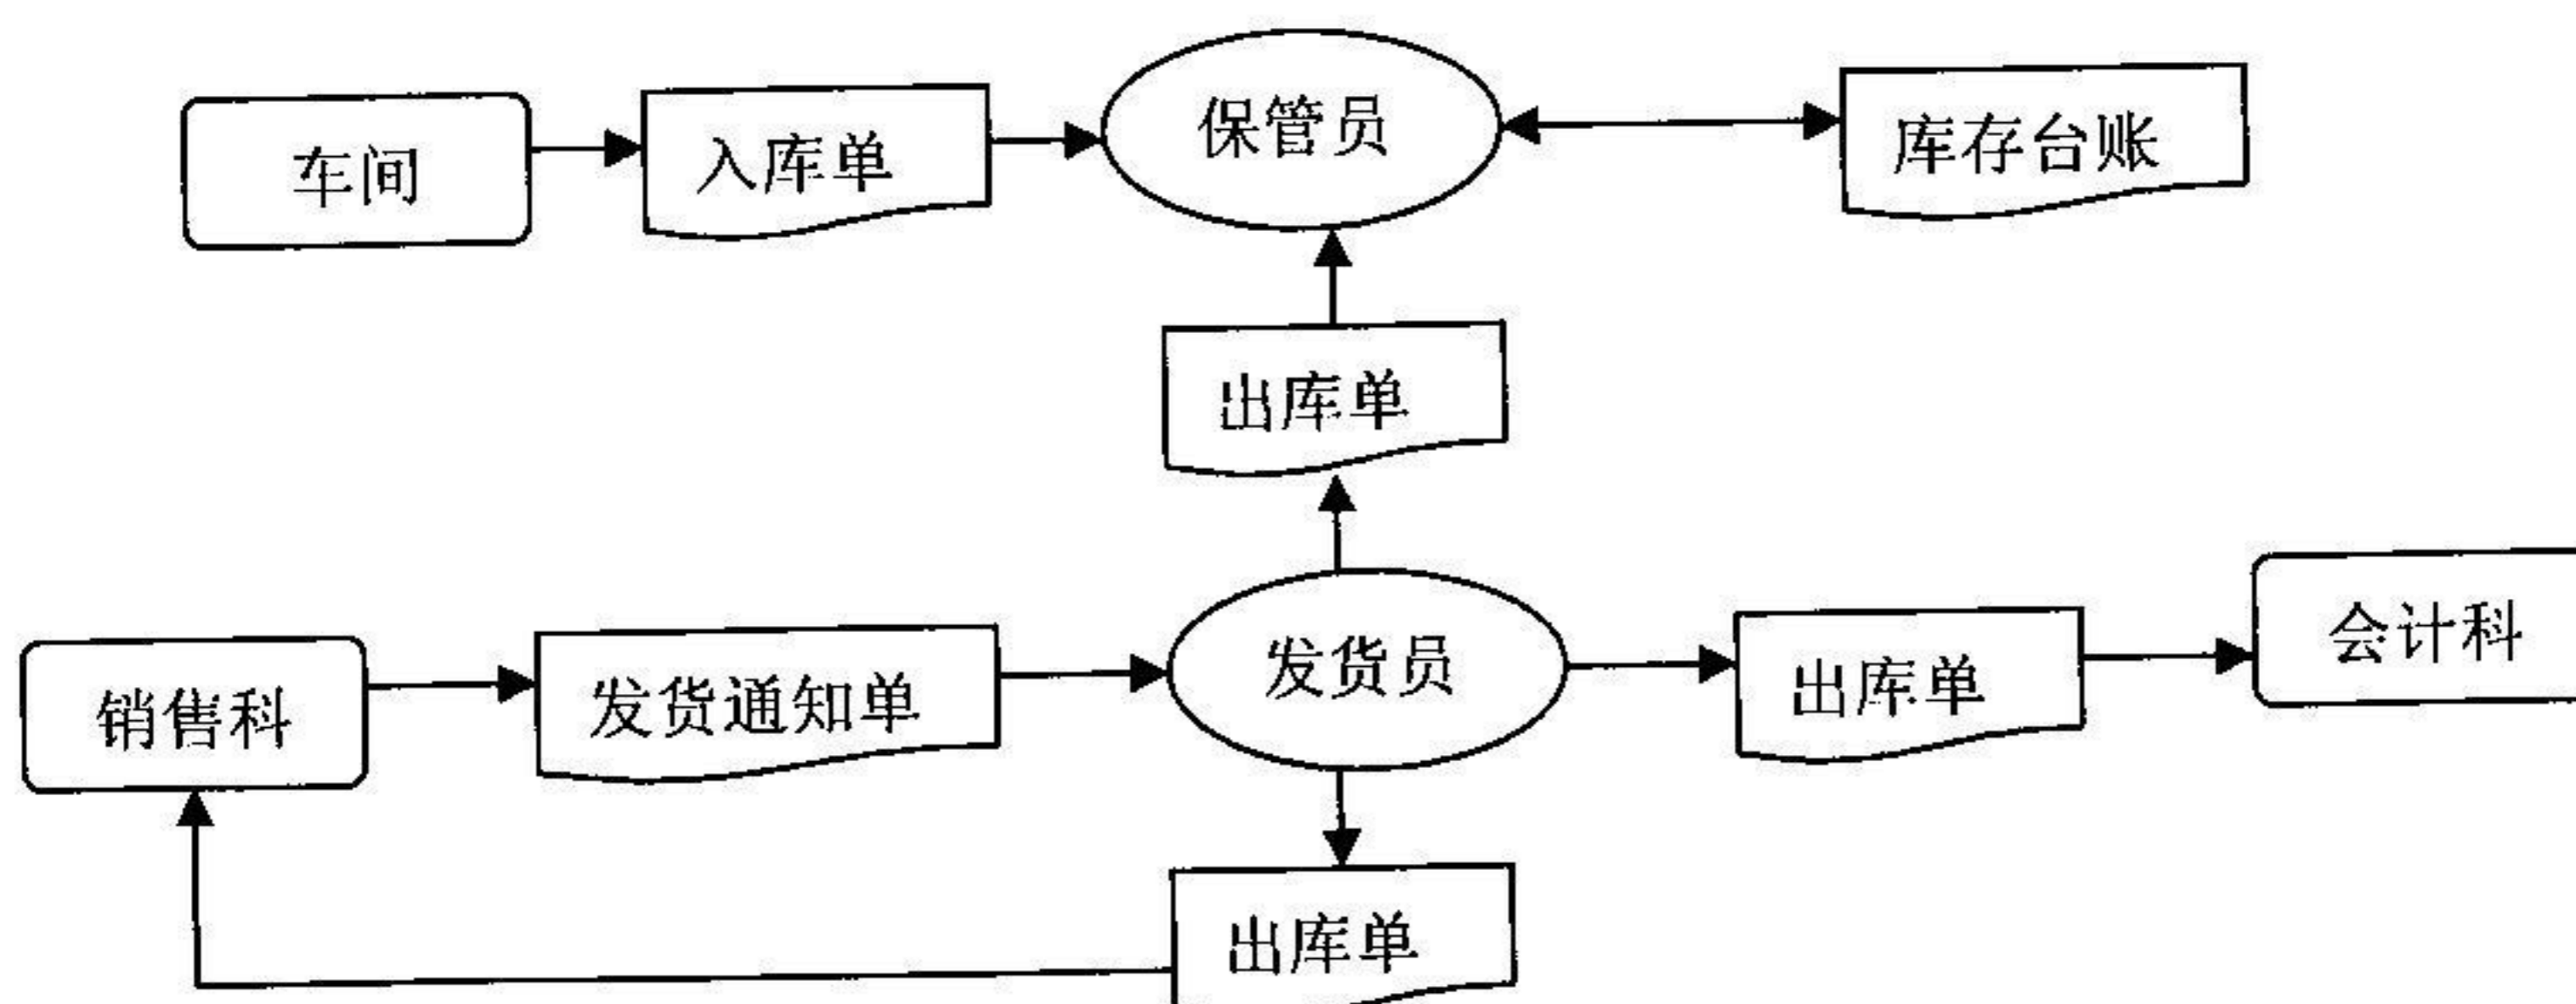 车间
入库单
保管员
库存台账
出库单
销售科
发货通知单
发货员
出库单
会计科
出库单